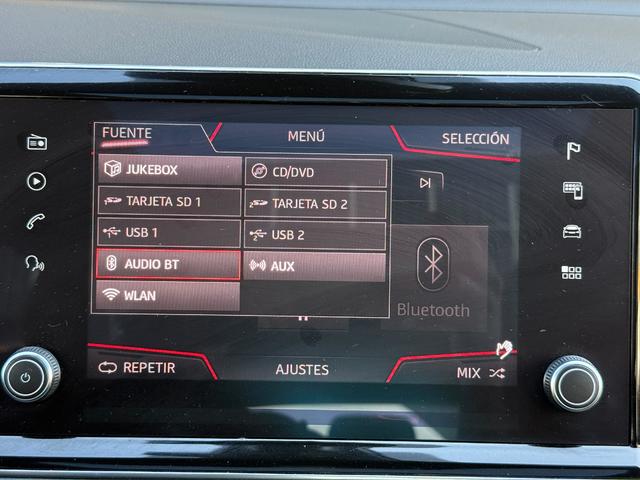 FUENTE
MENÚ
SELECCIÓN
JUKEBOX
CD/DVD
TARJETA SD 1
TARJETA SD 2
USB 1
USB 2
AUDIO BT
AUX
WLAN
Bluetooth
REPETIR
AJUSTES
MIX